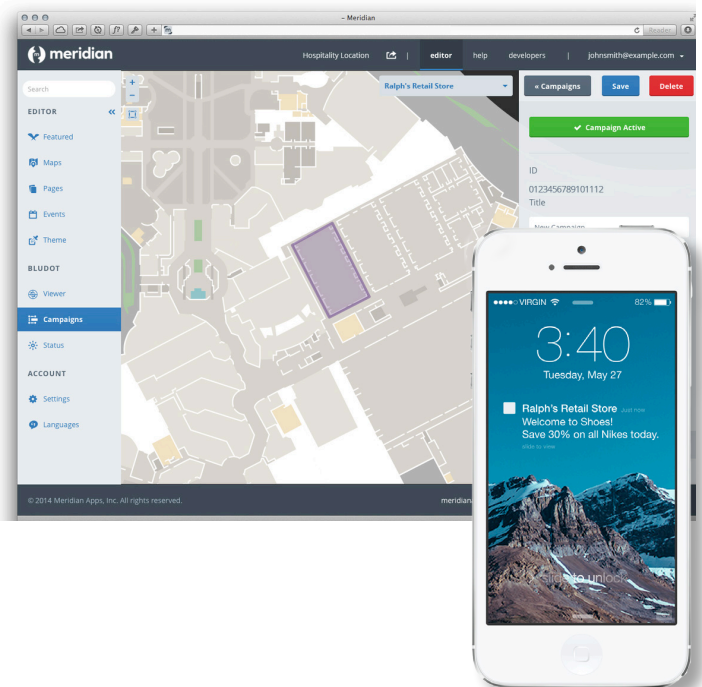 – Meridian
Reader
meridian
Hospitality Location
editor
help
developers
johnsmith@example.com
Search
EDITOR
Featured
Maps
Pages
Events
Theme
BLUDOT
Viewer
Campaigns
Status
ACCOUNT
Settings
Languages
Ralph's Retail Store
« Campaigns
Save
Delete
Campaign Active
ID
0123456789101112
Title
New Campaign
© 2014 Meridian Apps, Inc. All rights reserved.
VIRGIN
82%
3:40
Tuesday, May 27
Ralph's Retail Store Just now
Welcome to Shoes!
Save 30% on all Nikes today.
slide to view
slide to unlock